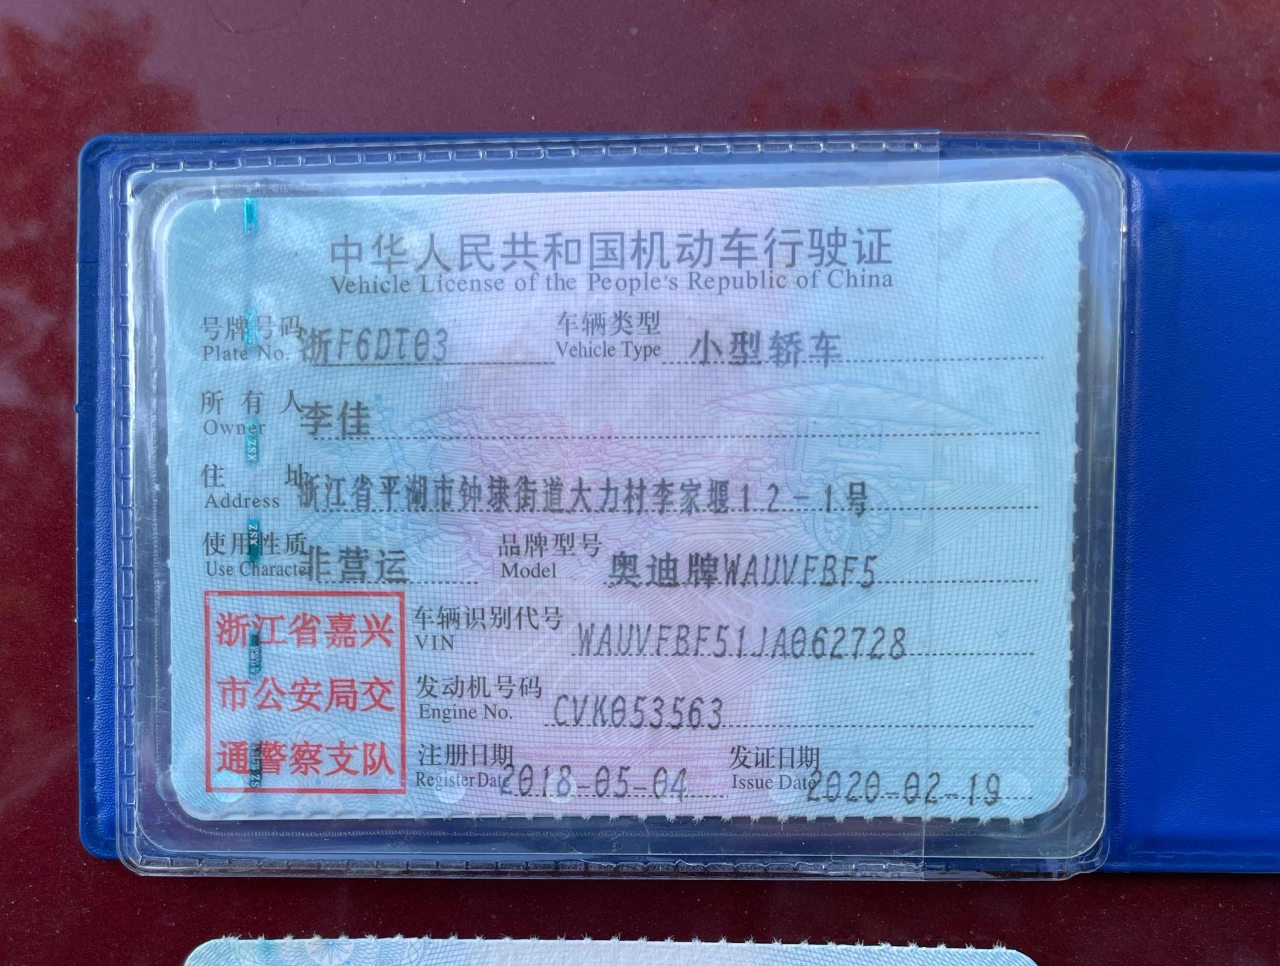 中华人民共和国机动车行驶证
Vehicle License of the People's Republic of China
号牌号码 浙F6DT03 车辆类型 小型轿车
Plate No. Vehicle Type
所有人 李佳
Owner
住址 浙江省平湖市钟埭街道大力村李家堰12-1号
Address
使用性质 非营运 品牌型号 奥迪牌WAUVFBF5
Use Character Model
浙江省嘉兴
市公安局交
通警察支队
车辆识别代号 WAUVFBF51JA062728
VIN
发动机号码 CVK053563
Engine No.
注册日期 2018-05-04 发证日期 2020-02-19
Register Date Issue Date